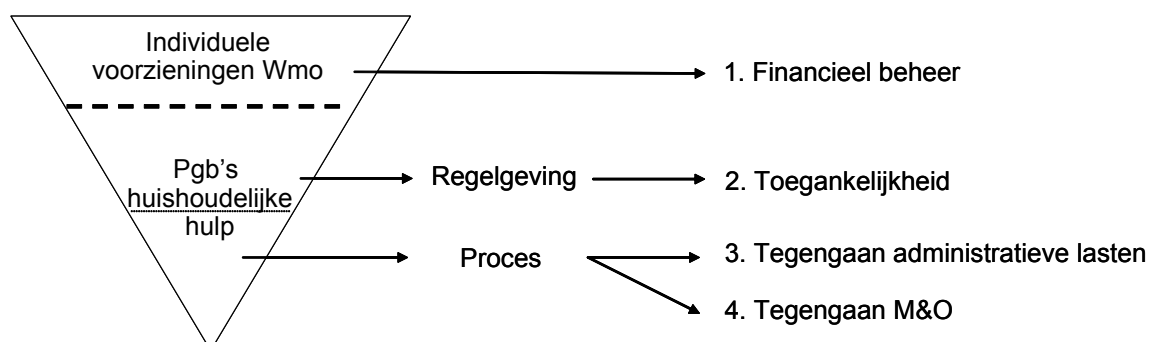 Individuele
voorzieningen Wmo
1. Financieel beheer
Pgb's
huishoudelijke
hulp
Regelgeving
2. Toegankelijkheid
Proces
3. Tegengaan administratieve lasten
4. Tegengaan M&O